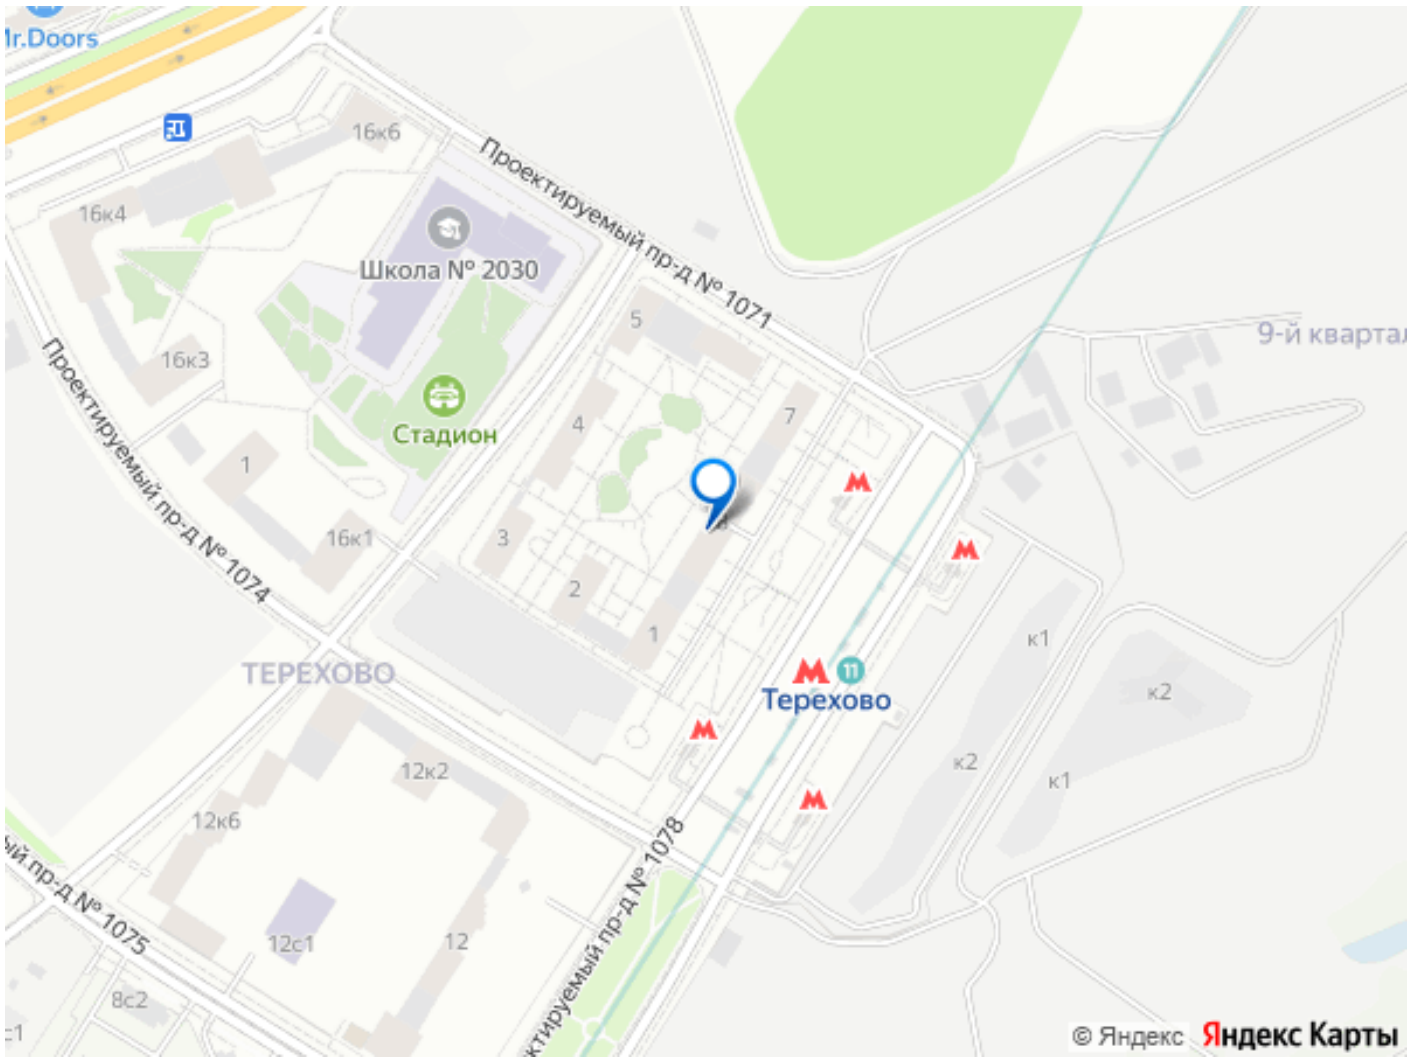 Mr.Doors
16к6
Проектируемый пр-д № 1071
16к4
Школа № 2030
5
9-й квартал
16к3
Проектируемый пр-д № 1074
7
4
Стадион
1
3
16к1
2
1
к1
ТЕРЕХОВО
11
Терехово
к2
12к2
к2
к1
12к6
Проектируемый пр-д № 1078
пр-д № 1075
12с1
12
8с2
с1
© Яндекс Яндекс Карты